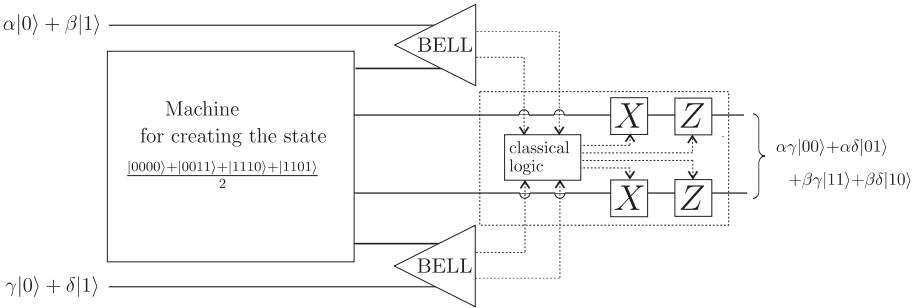 α|0⟩ + β|1⟩
BELL
Machine
for creating the state
|0000⟩+|0011⟩+|1110⟩+|1101⟩
2
classical
logic
X
Z
X
Z
αγ|00⟩+αδ|01⟩
+βγ|11⟩+βδ|10⟩
BELL
γ|0⟩ + δ|1⟩